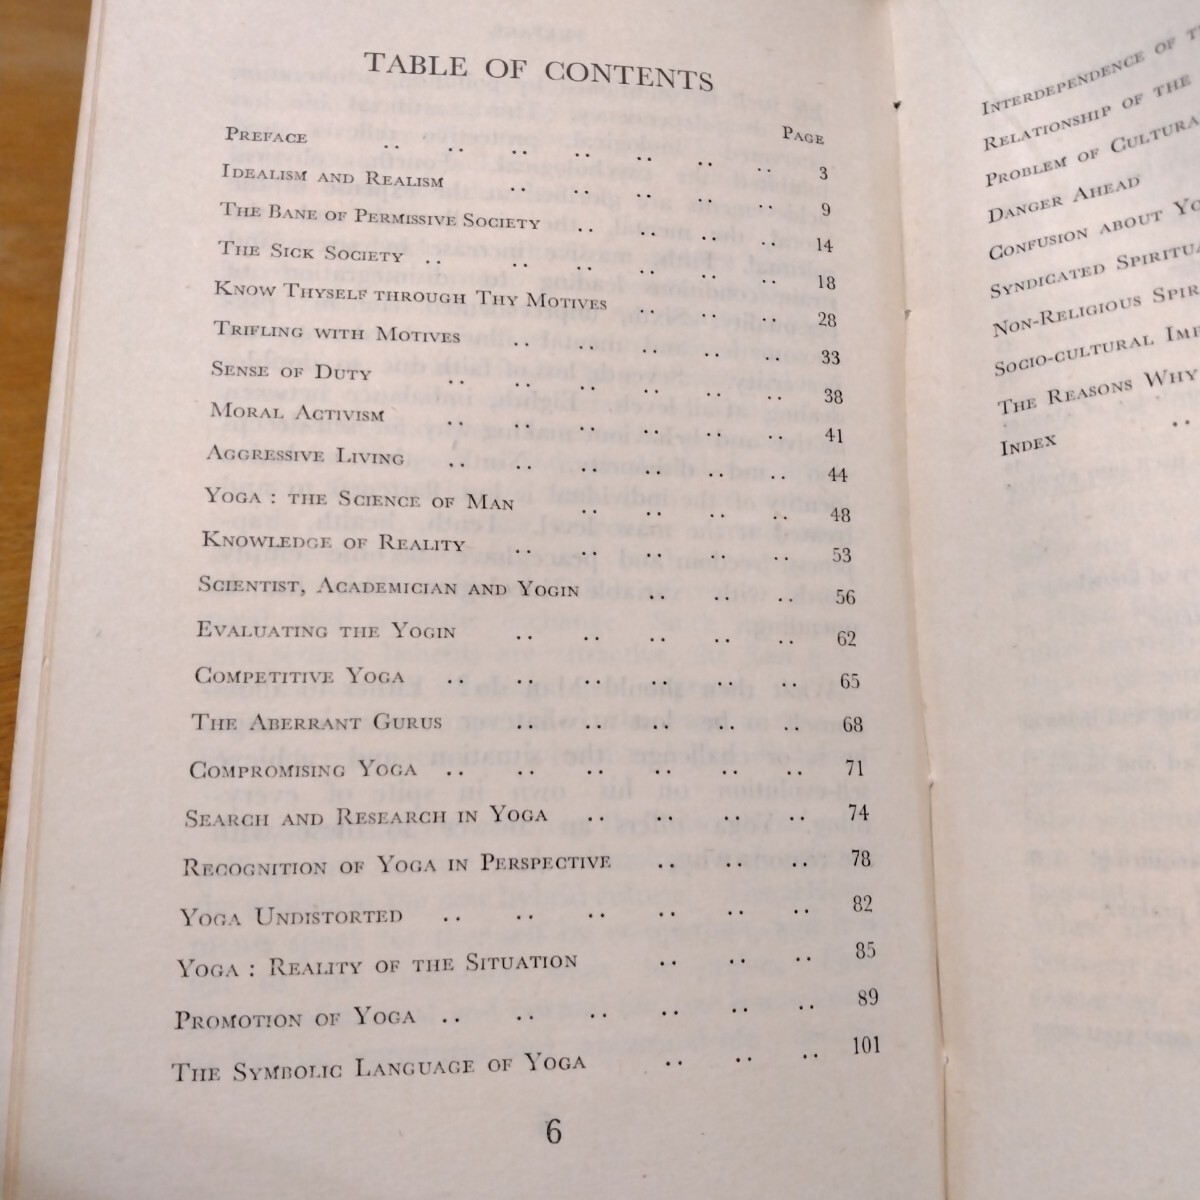 TABLE OF CONTENTS
PAGE
PREFACE .. .. .. .. .. .. .. 3
IDEALISM AND REALISM .. .. .. .. .. 9
THE BANE OF PERMISSIVE SOCIETY .. .. .. .. 14
THE SICK SOCIETY .. .. .. .. .. .. 18
KNOW THYSELF THROUGH THY MOTIVES .. .. .. 28
TRIFLING WITH MOTIVES .. .. .. .. .. 33
SENSE OF DUTY .. .. .. .. .. .. 38
MORAL ACTIVISM .. .. .. .. .. .. 41
AGGRESSIVE LIVING .. .. .. .. .. .. 44
YOGA : THE SCIENCE OF MAN .. .. .. .. 48
KNOWLEDGE OF REALITY .. .. .. .. .. 53
SCIENTIST, ACADEMICIAN AND YOGIN .. .. .. 56
EVALUATING THE YOGIN .. .. .. .. .. 62
COMPETITIVE YOGA .. .. .. .. .. .. 65
THE ABERRANT GURUS .. .. .. .. .. 68
COMPROMISING YOGA .. .. .. .. .. .. 71
SEARCH AND RESEARCH IN YOGA .. .. .. .. 74
RECOGNITION OF YOGA IN PERSPECTIVE .. .. .. 78
YOGA UNDISTORTED .. .. .. .. .. .. 82
YOGA : REALITY OF THE SITUATION .. .. .. 85
PROMOTION OF YOGA .. .. .. .. .. .. 89
THE SYMBOLIC LANGUAGE OF YOGA .. .. .. 101
6
INTERDEPENDENCE OF
RELATIONSHIP OF THE
PROBLEM OF
DANGER AHEAD
CONFUSION ABOUT
SYNDICATED
NON-RELIGIOUS
SOCIO-CULTURAL
THE REASONS WHY
INDEX ..